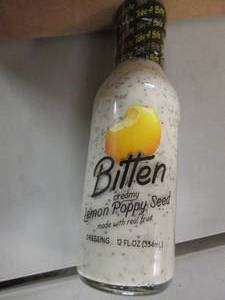 Bitten
creamy
Lemon Poppy Seed
made with real fruit
DRESSING 12 FL OZ (354mL)